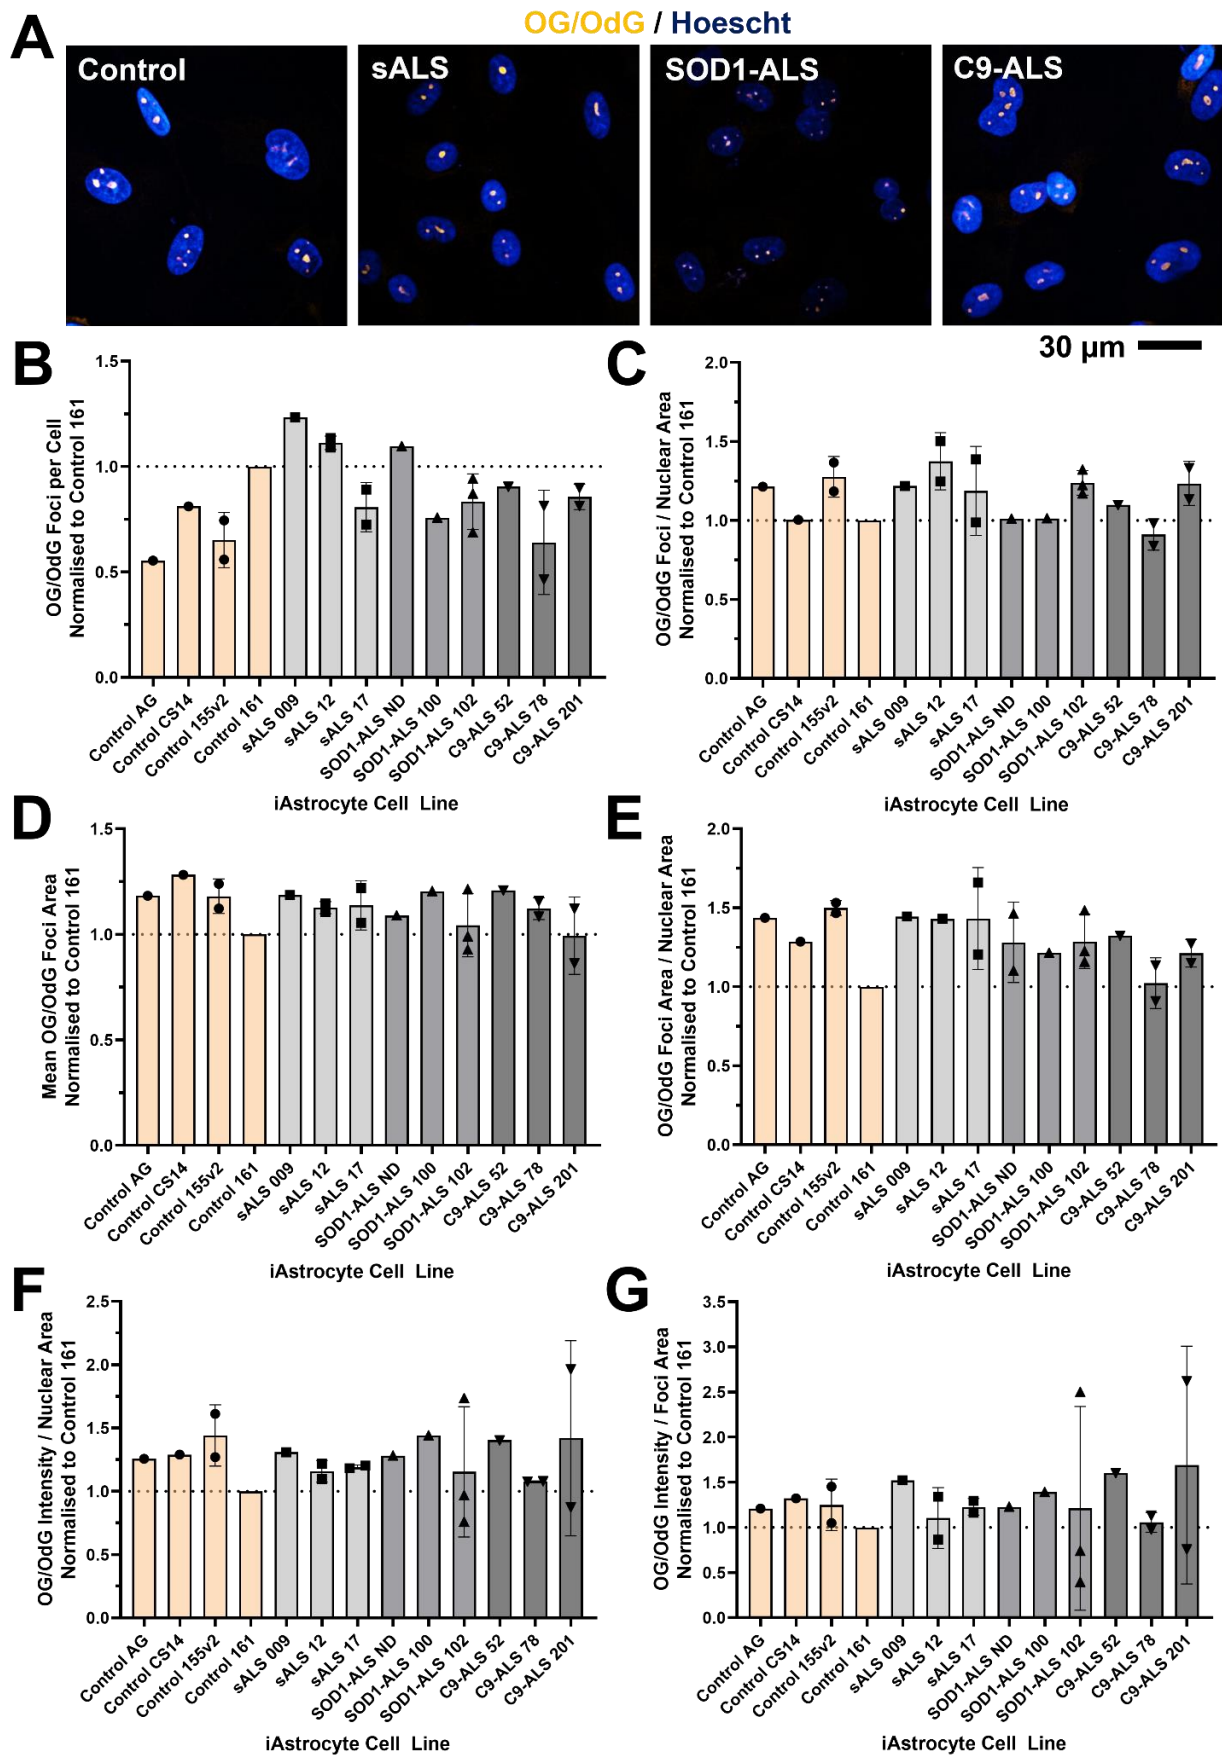 OG/OdG / Hoescht
A
Control
sALS
SOD1-ALS
C9-ALS
30 µm
B
OG/OdG Foci per Cell
Normalised to Control 161
1.5
1.0
0.5
0.0
Control AG
Control CS14
Control 155v2
Control 161
sALS 009
sALS 12
sALS 17
SOD1-ALS ND
SOD1-ALS 100
SOD1-ALS 102
C9-ALS 52
C9-ALS 78
C9-ALS 201
iAstrocyte Cell Line
C
OG/OdG Foci / Nuclear Area
Normalised to Control 161
2.0
1.5
1.0
0.5
0.0
Control AG
Control CS14
Control 155v2
Control 161
sALS 009
sALS 12
sALS 17
SOD1-ALS ND
SOD1-ALS 100
SOD1-ALS 102
C9-ALS 52
C9-ALS 78
C9-ALS 201
iAstrocyte Cell Line
D
Mean OG/OdG Foci Area
Normalised to Control 161
1.5
1.0
0.5
0.0
Control AG
Control CS14
Control 155v2
Control 161
sALS 009
sALS 12
sALS 17
SOD1-ALS ND
SOD1-ALS 100
SOD1-ALS 102
C9-ALS 52
C9-ALS 78
C9-ALS 201
iAstrocyte Cell Line
E
OG/OdG Foci Area / Nuclear Area
Normalised to Control 161
2.0
1.5
1.0
0.5
0.0
Control AG
Control CS14
Control 155v2
Control 161
sALS 009
sALS 12
sALS 17
SOD1-ALS ND
SOD1-ALS 100
SOD1-ALS 102
C9-ALS 52
C9-ALS 78
C9-ALS 201
iAstrocyte Cell Line
F
OG/OdG Intensity / Nuclear Area
Normalised to Control 161
2.5
2.0
1.5
1.0
0.5
0.0
Control AG
Control CS14
Control 155v2
Control 161
sALS 009
sALS 12
sALS 17
SOD1-ALS ND
SOD1-ALS 100
SOD1-ALS 102
C9-ALS 52
C9-ALS 78
C9-ALS 201
iAstrocyte Cell Line
G
OG/OdG Intensity / Foci Area
Normalised to Control 161
3.5
3.0
2.5
2.0
1.5
1.0
0.5
0.0
Control AG
Control CS14
Control 155v2
Control 161
sALS 009
sALS 12
sALS 17
SOD1-ALS ND
SOD1-ALS 100
SOD1-ALS 102
C9-ALS 52
C9-ALS 78
C9-ALS 201
iAstrocyte Cell Line